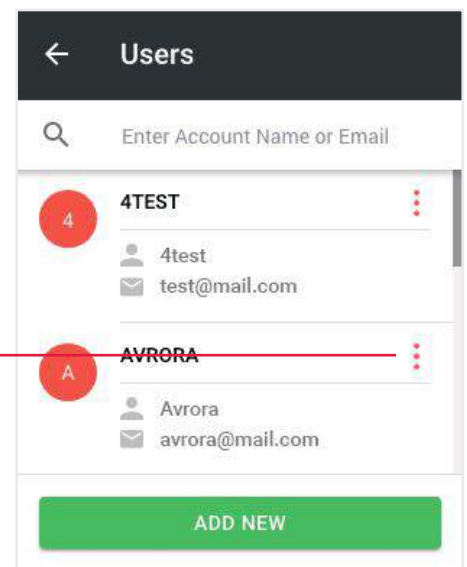 Users
Enter Account Name or Email
4 4TEST
4test
test@mail.com
A AVRORA
Avrora
avrora@mail.com
ADD NEW